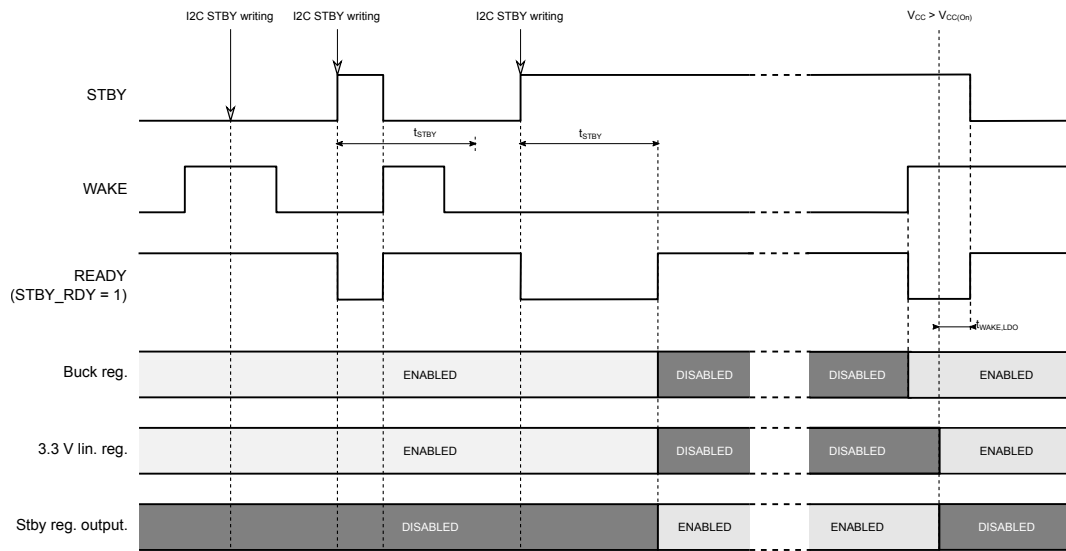 I2C STBY writing
I2C STBY writing
I2C STBY writing
VCC > VCC(On)
STBY
tSTBY
tSTBY
WAKE
READY
(STBY_RDY = 1)
tWAKE,LDO
Buck reg.
ENABLED
DISABLED
DISABLED
ENABLED
3.3 V lin. reg.
ENABLED
DISABLED
DISABLED
ENABLED
Stby reg. output.
DISABLED
ENABLED
ENABLED
DISABLED